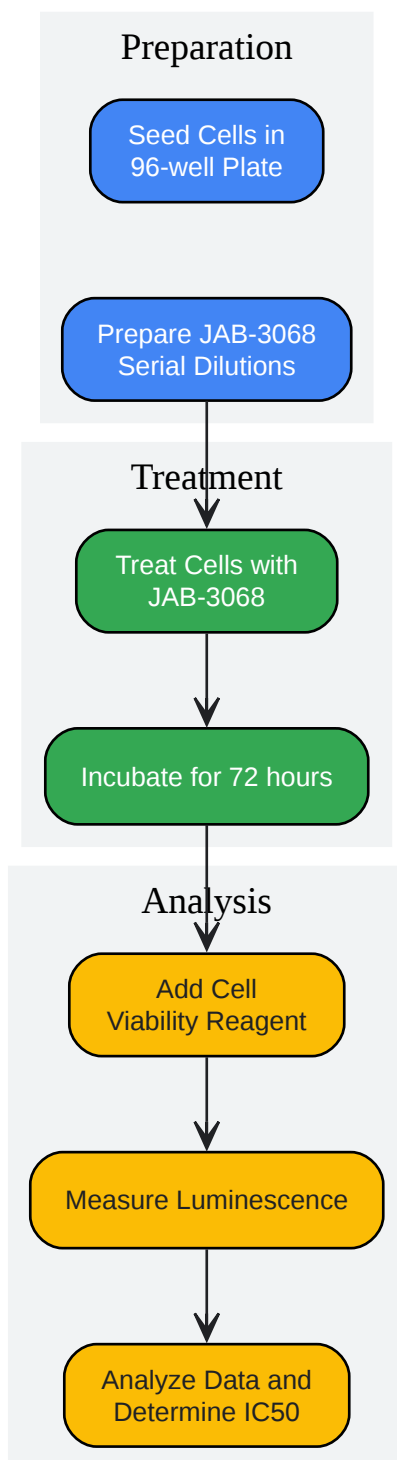 Preparation
Seed Cells in
96-well Plate
Prepare JAB-3068
Serial Dilutions
Treatment
Treat Cells with
JAB-3068
Incubate for 72 hours
Analysis
Add Cell
Viability Reagent
Measure Luminescence
Analyze Data and
Determine IC50